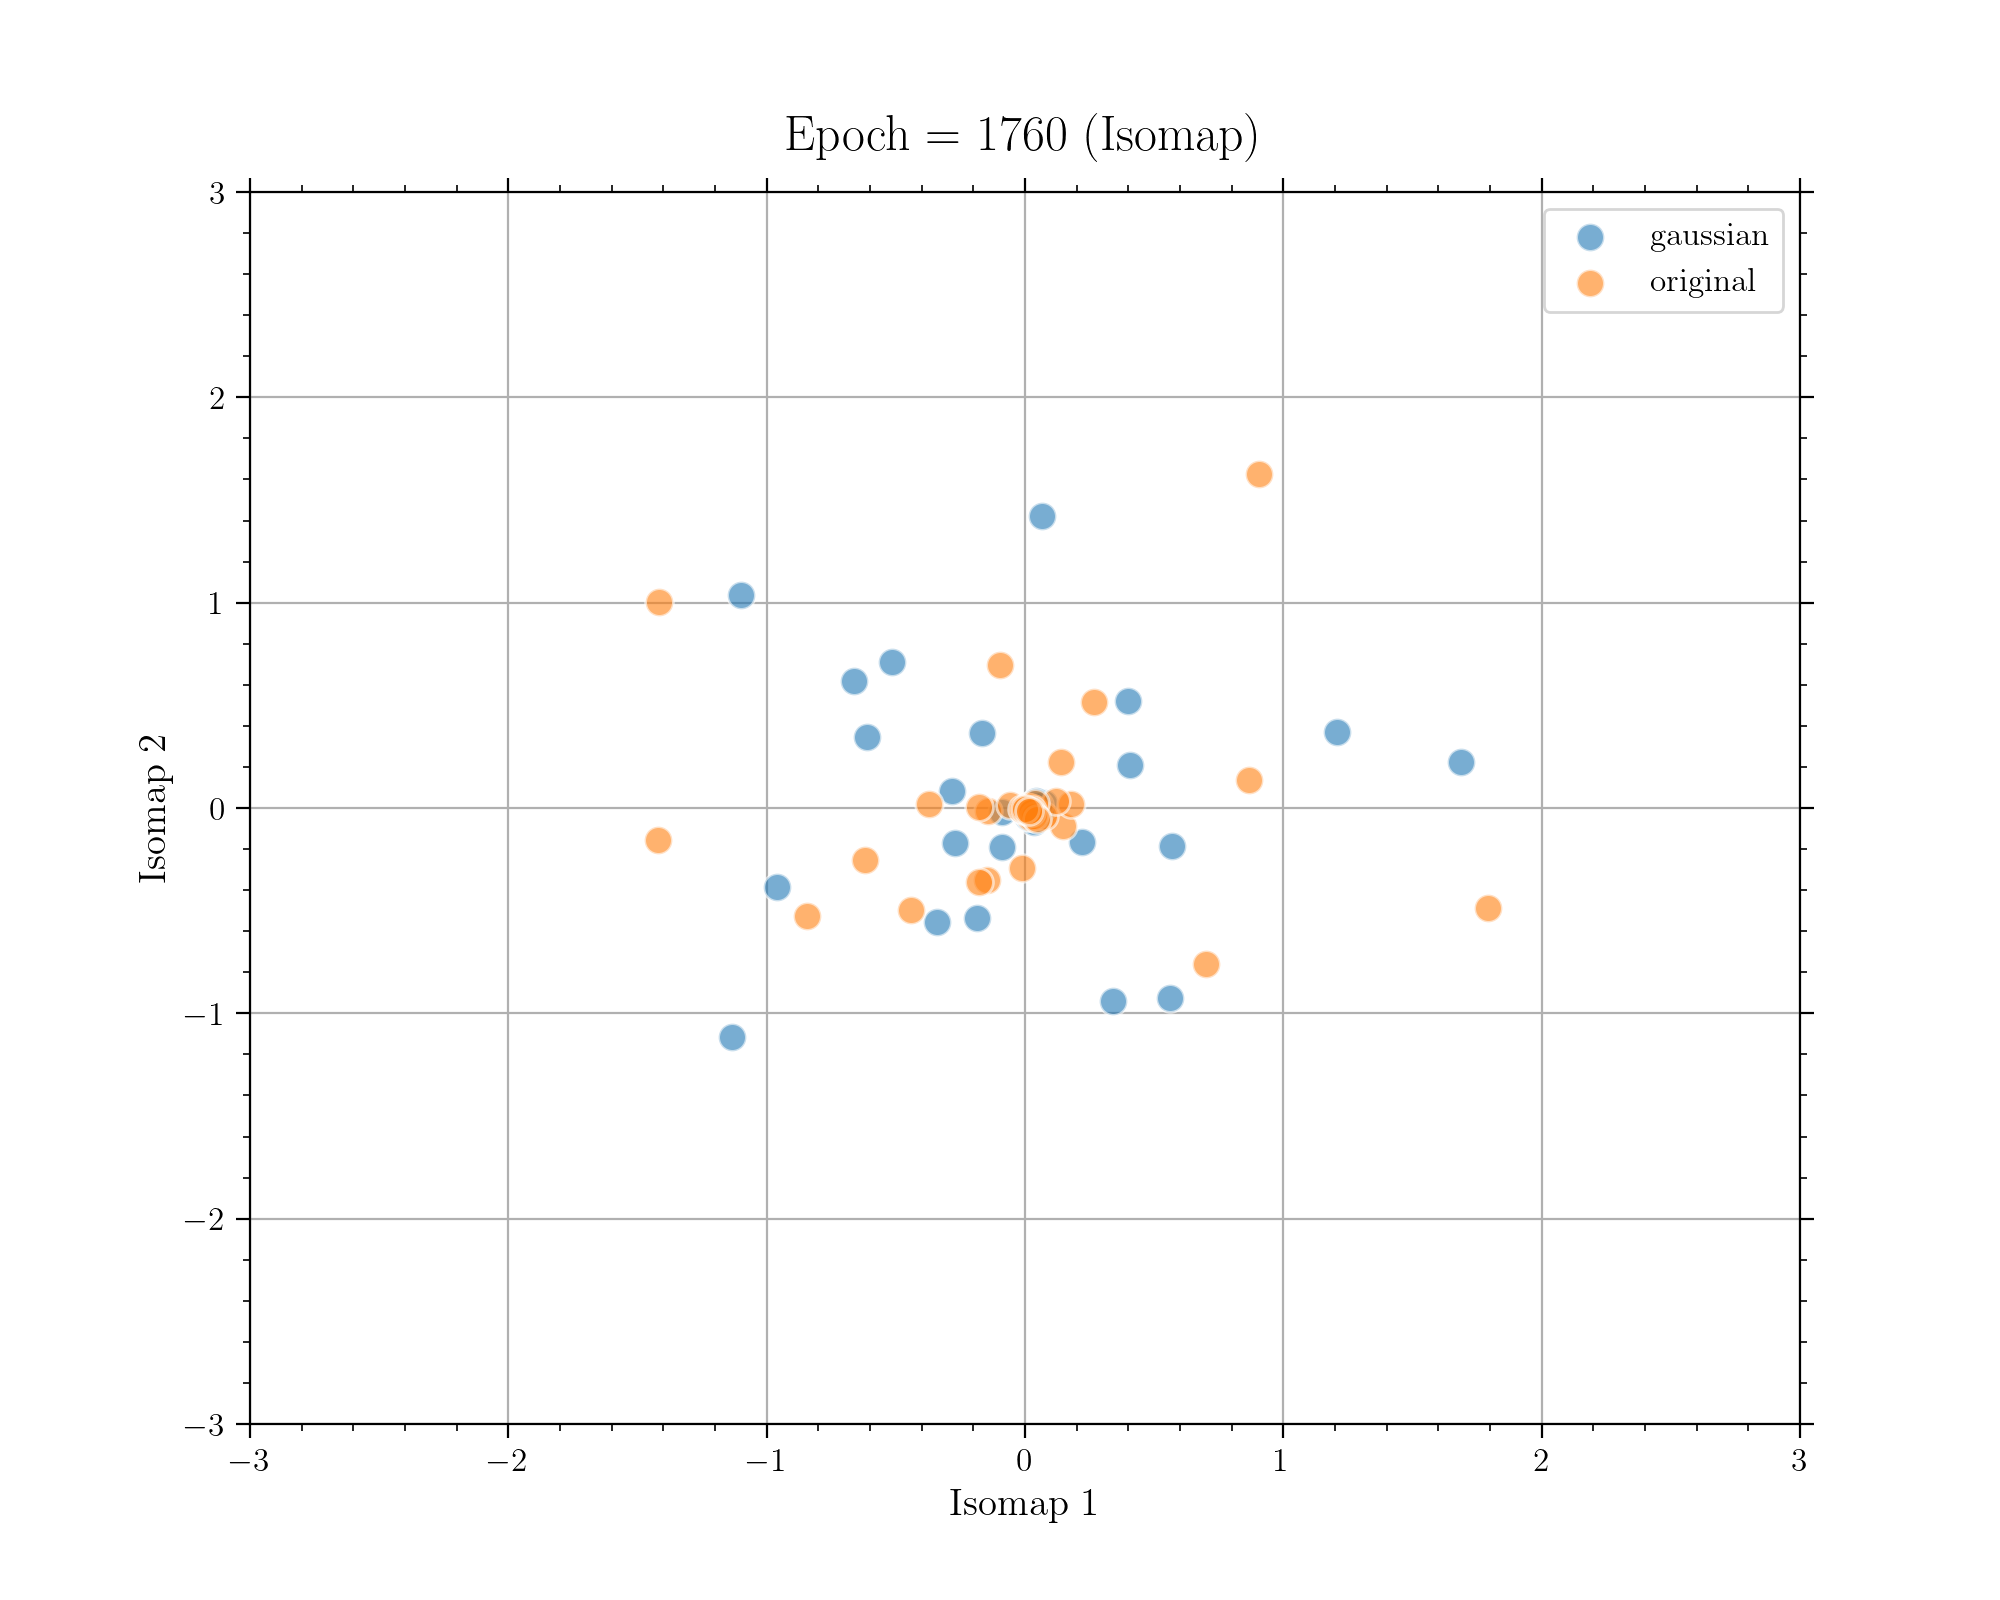 Epoch = 1760 (Isomap)
gaussian
original
3
2
1
0
−1
−2
−3
Isomap 2
−3
−2
−1
0
1
2
3
Isomap 1